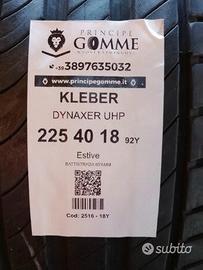 PRINCIPE
GOMME
+39 3897635032
www.principegomme.it
KLEBER
DYNAXER UHP
225 40 18 92Y
Estive
Cod: 2516 - 18Y
subito